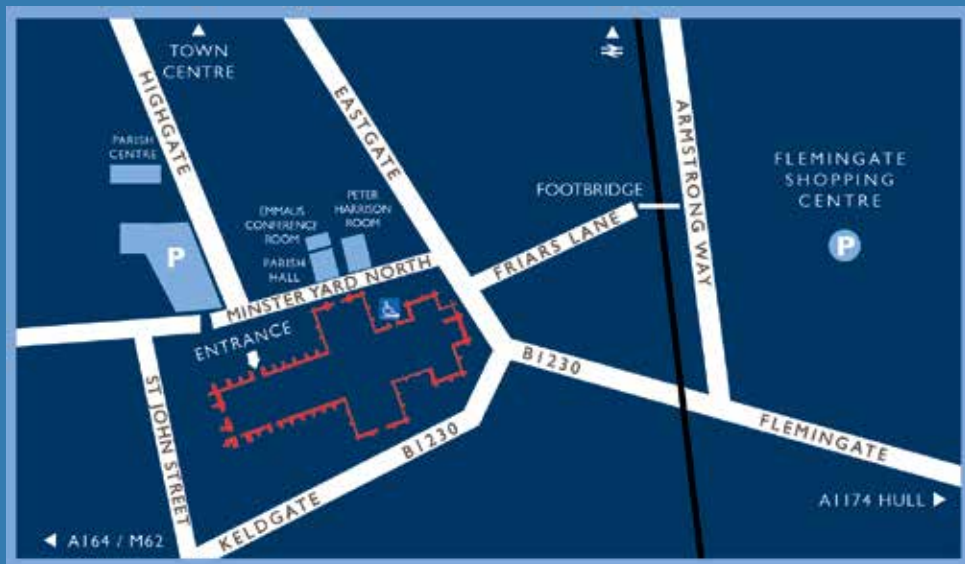 TOWN
CENTRE
HIGHGATE
EASTGATE
ARMSTRONG WAY
PARISH
CENTRE
FLEMINGATE
SHOPPING
CENTRE
P
FOOTBRIDGE
EMMAUS
CONFERENCE
ROOM
PETER
HARRISON
ROOM
PARISH
HALL
P
FRIARS LANE
MINSTER YARD NORTH
ENTRANCE
B1230
ST JOHN STREET
B1230
FLEMINGATE
KELDGATE
A1174 HULL
A164 / M62